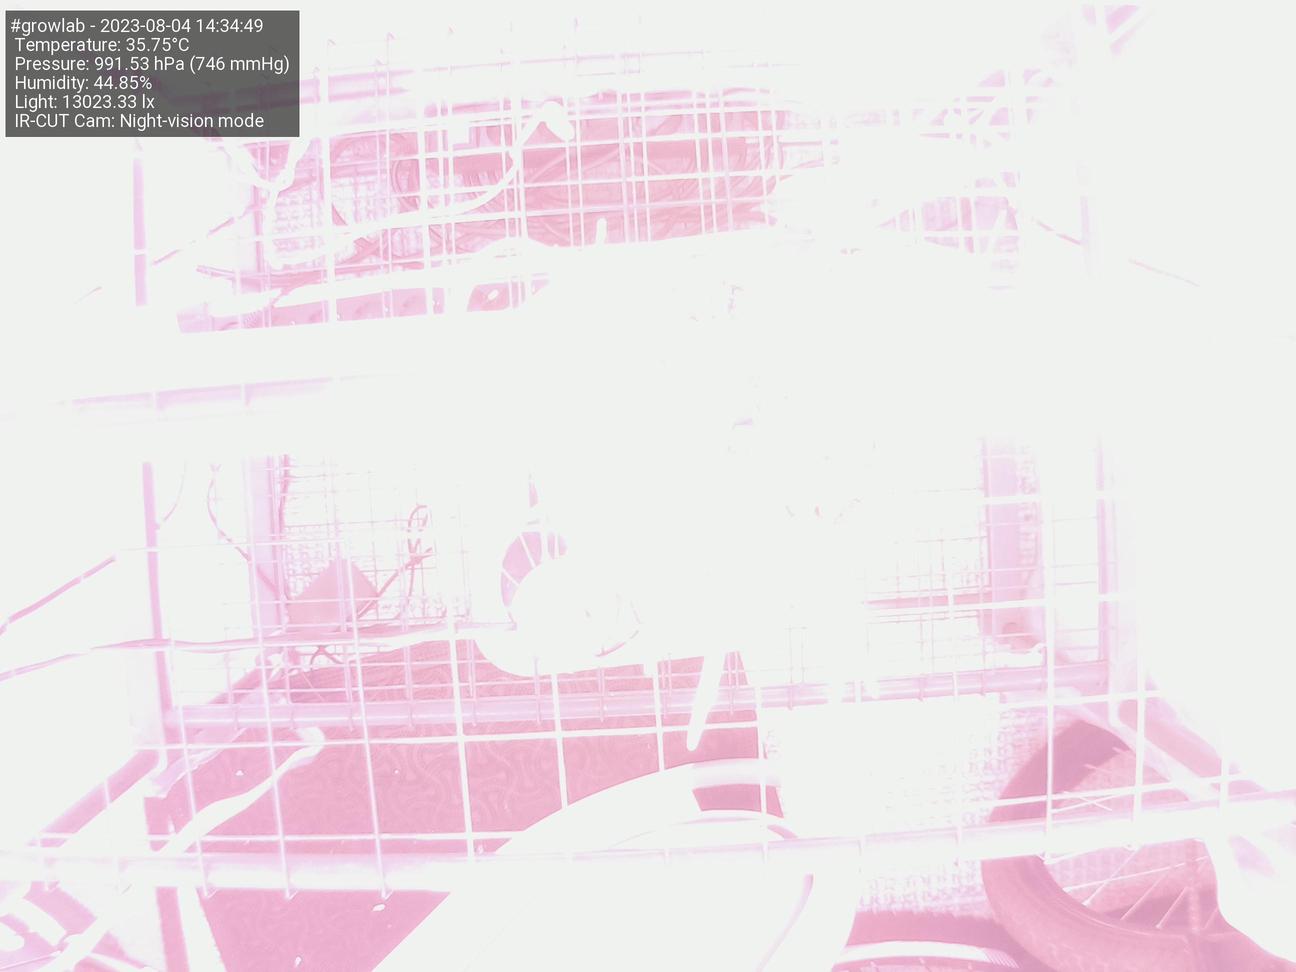 #growlab - 2023-08-04 14:34:49
Temperature: 35.75°C
Pressure: 991.53 hPa (746 mmHg)
Humidity: 44.85%
Light: 13023.33 lx
IR-CUT Cam: Night-vision mode